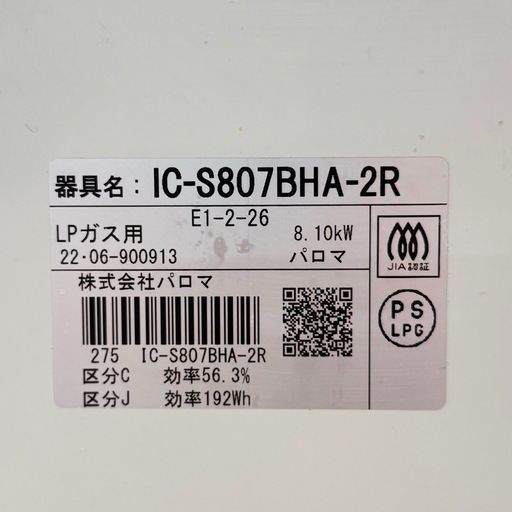 器具名：IC-S807BHA-2R
E1-2-26
LPガス用 8.10kW
22・06-900913 パロマ
JIA認証
株式会社パロマ
PS
LPG
275 IC-S807BHA-2R
区分C 効率56.3%
区分J 効率192Wh